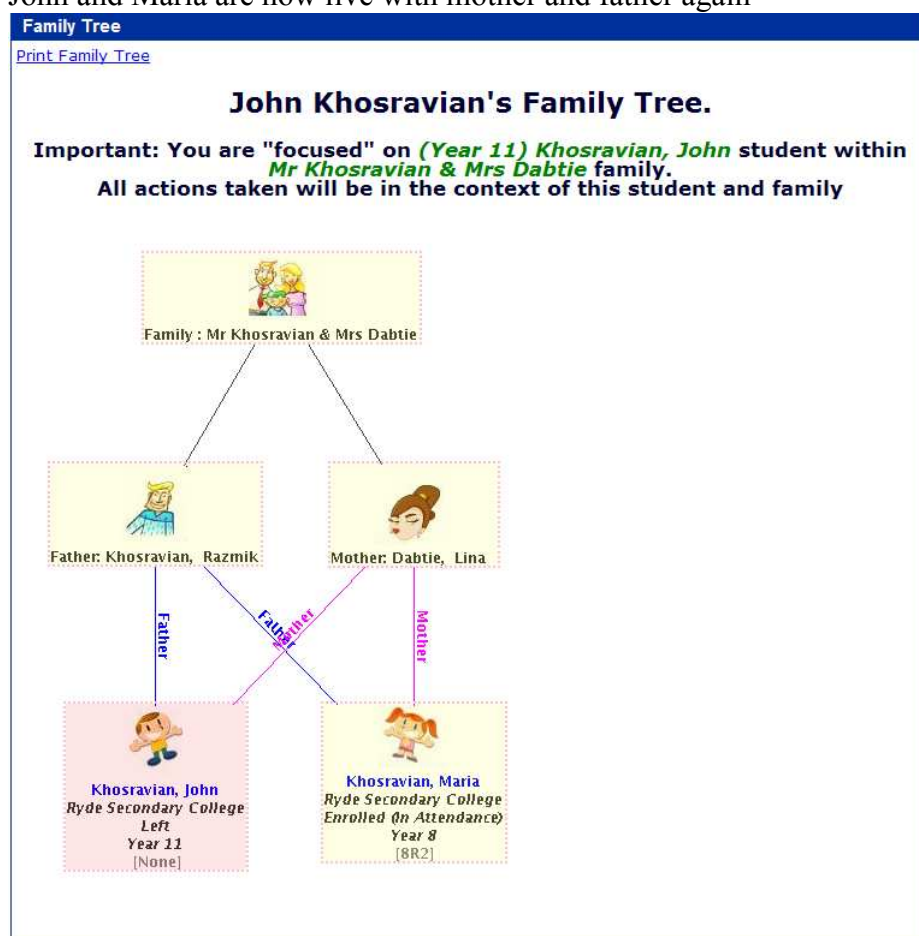 John and Maria are now live with mother and father again
Family Tree
Print Family Tree
John Khosravian's Family Tree.
Important: You are "focused" on (Year 11) Khosravian, John student within
Mr Khosravian & Mrs Dabtie family.
All actions taken will be in the context of this student and family
Family : Mr Khosravian & Mrs Dabtie
Father: Khosravian, Razmik
Mother: Dabtie, Lina
Father
Father
Mother
Mother
Khosravian, John
Ryde Secondary College
Left
Year 11
[None]
Khosravian, Maria
Ryde Secondary College
Enrolled (In Attendance)
Year 8
[8R2]